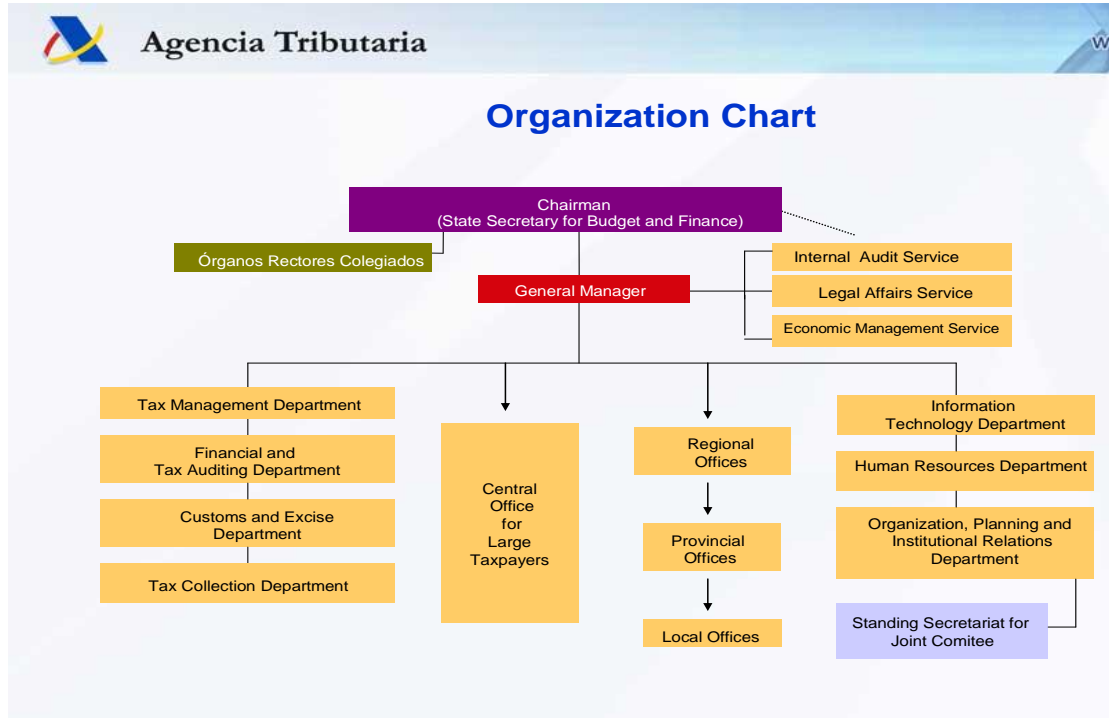 Agencia Tributaria
W
Organization Chart
Chairman
(State Secretary for Budget and Finance)
Órganos Rectores Colegiados
Internal Audit Service
General Manager
Legal Affairs Service
Economic Management Service
Tax Management Department
Financial and
Tax Auditing Department
Customs and Excise
Department
Tax Collection Department
Central
Office
for
Large
Taxpayers
Regional
Offices
Provincial
Offices
Local Offices
Information
Technology Department
Human Resources Department
Organization, Planning and
Institutional Relations
Department
Standing Secretariat for
Joint Comitee